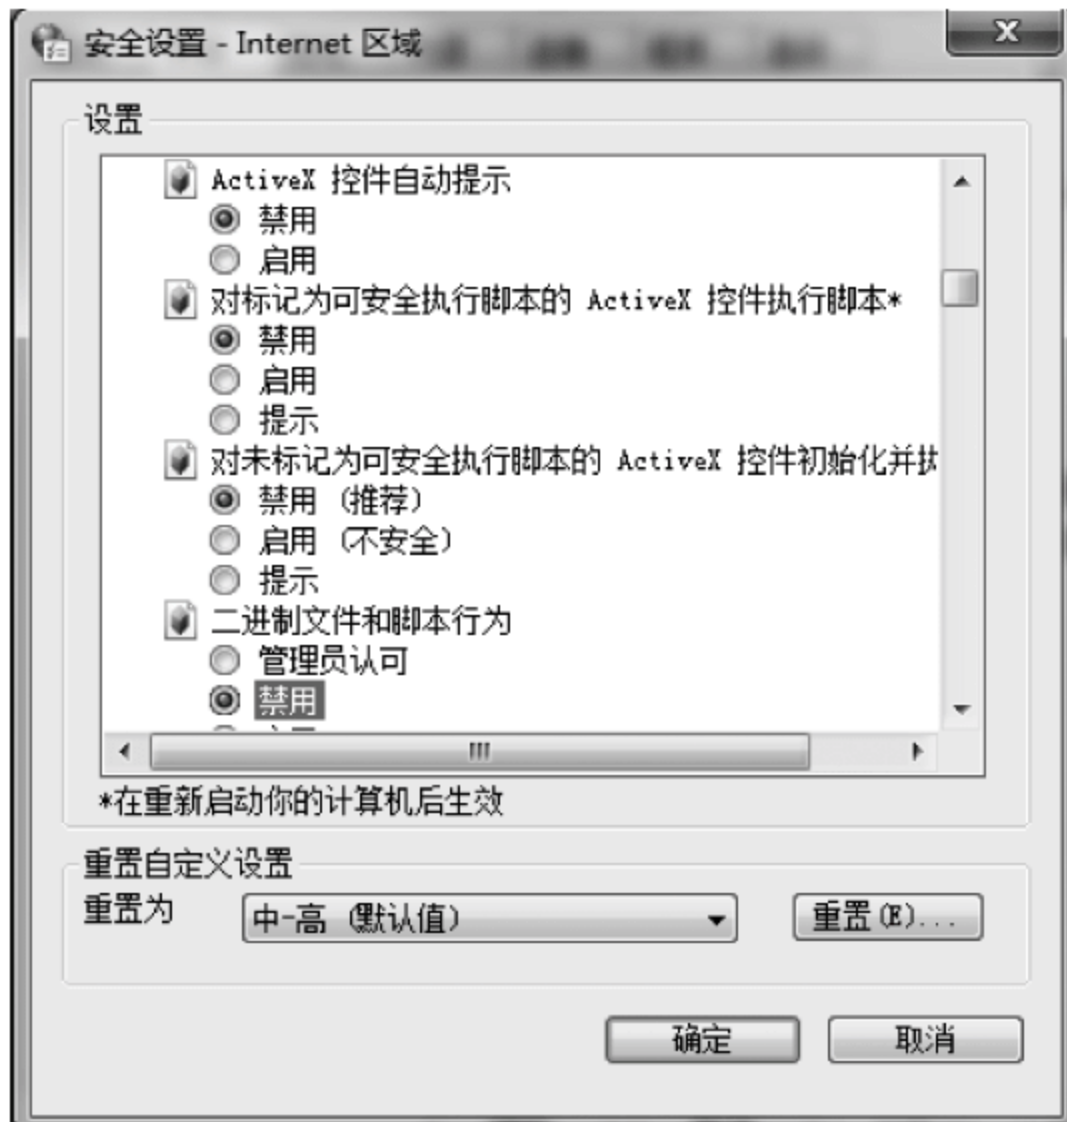 安全设置 - Internet 区域
设置
ActiveX 控件自动提示
禁用
启用
对标记为可安全执行脚本的 ActiveX 控件执行脚本*
禁用
启用
提示
对未标记为可安全执行脚本的 ActiveX 控件初始化并执
禁用 (推荐)
启用 (不安全)
提示
二进制文件和脚本行为
管理员认可
禁用
*在重新启动你的计算机后生效
重置自定义设置
重置为
中-高 (默认值)
重置(E)...
确定
取消